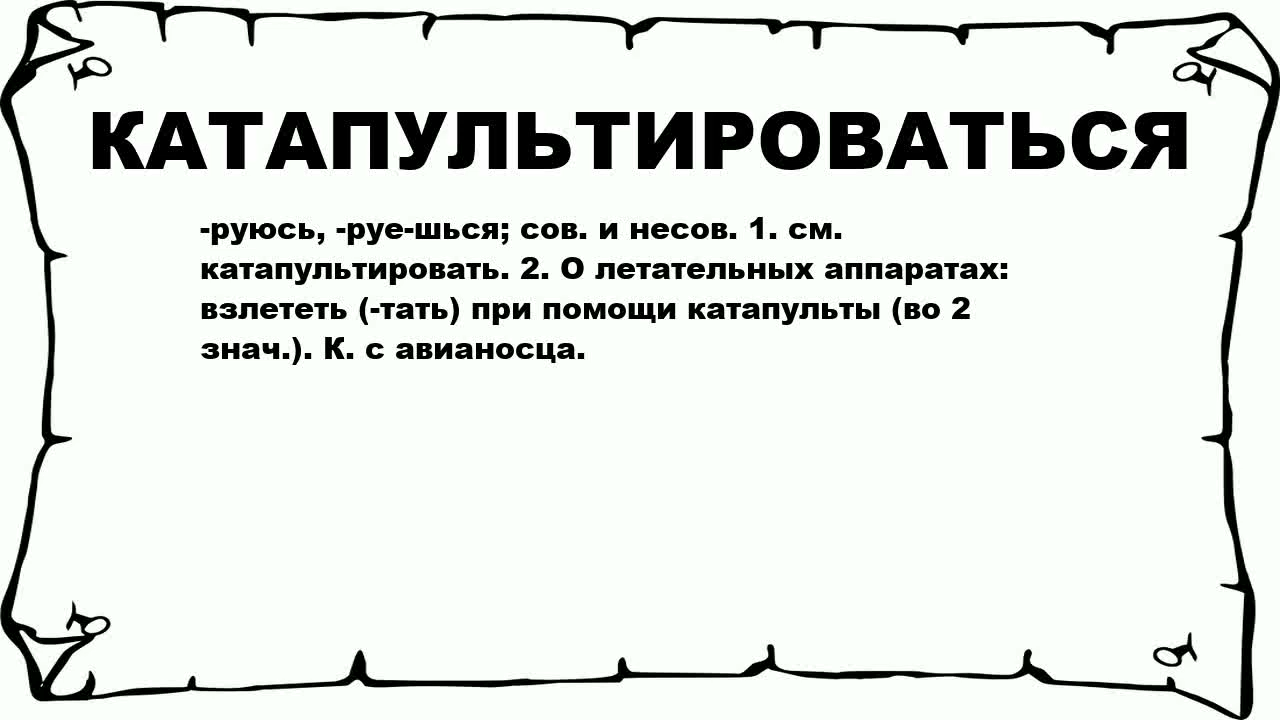 КАТАПУЛЬТИРОВАТЬСЯ
-руюсь, -руе-шься; сов. и несов. 1. см.
катапультировать. 2. О летательных аппаратах:
взлететь (-тать) при помощи катапульты (во 2
знач.). К. с авианосца.